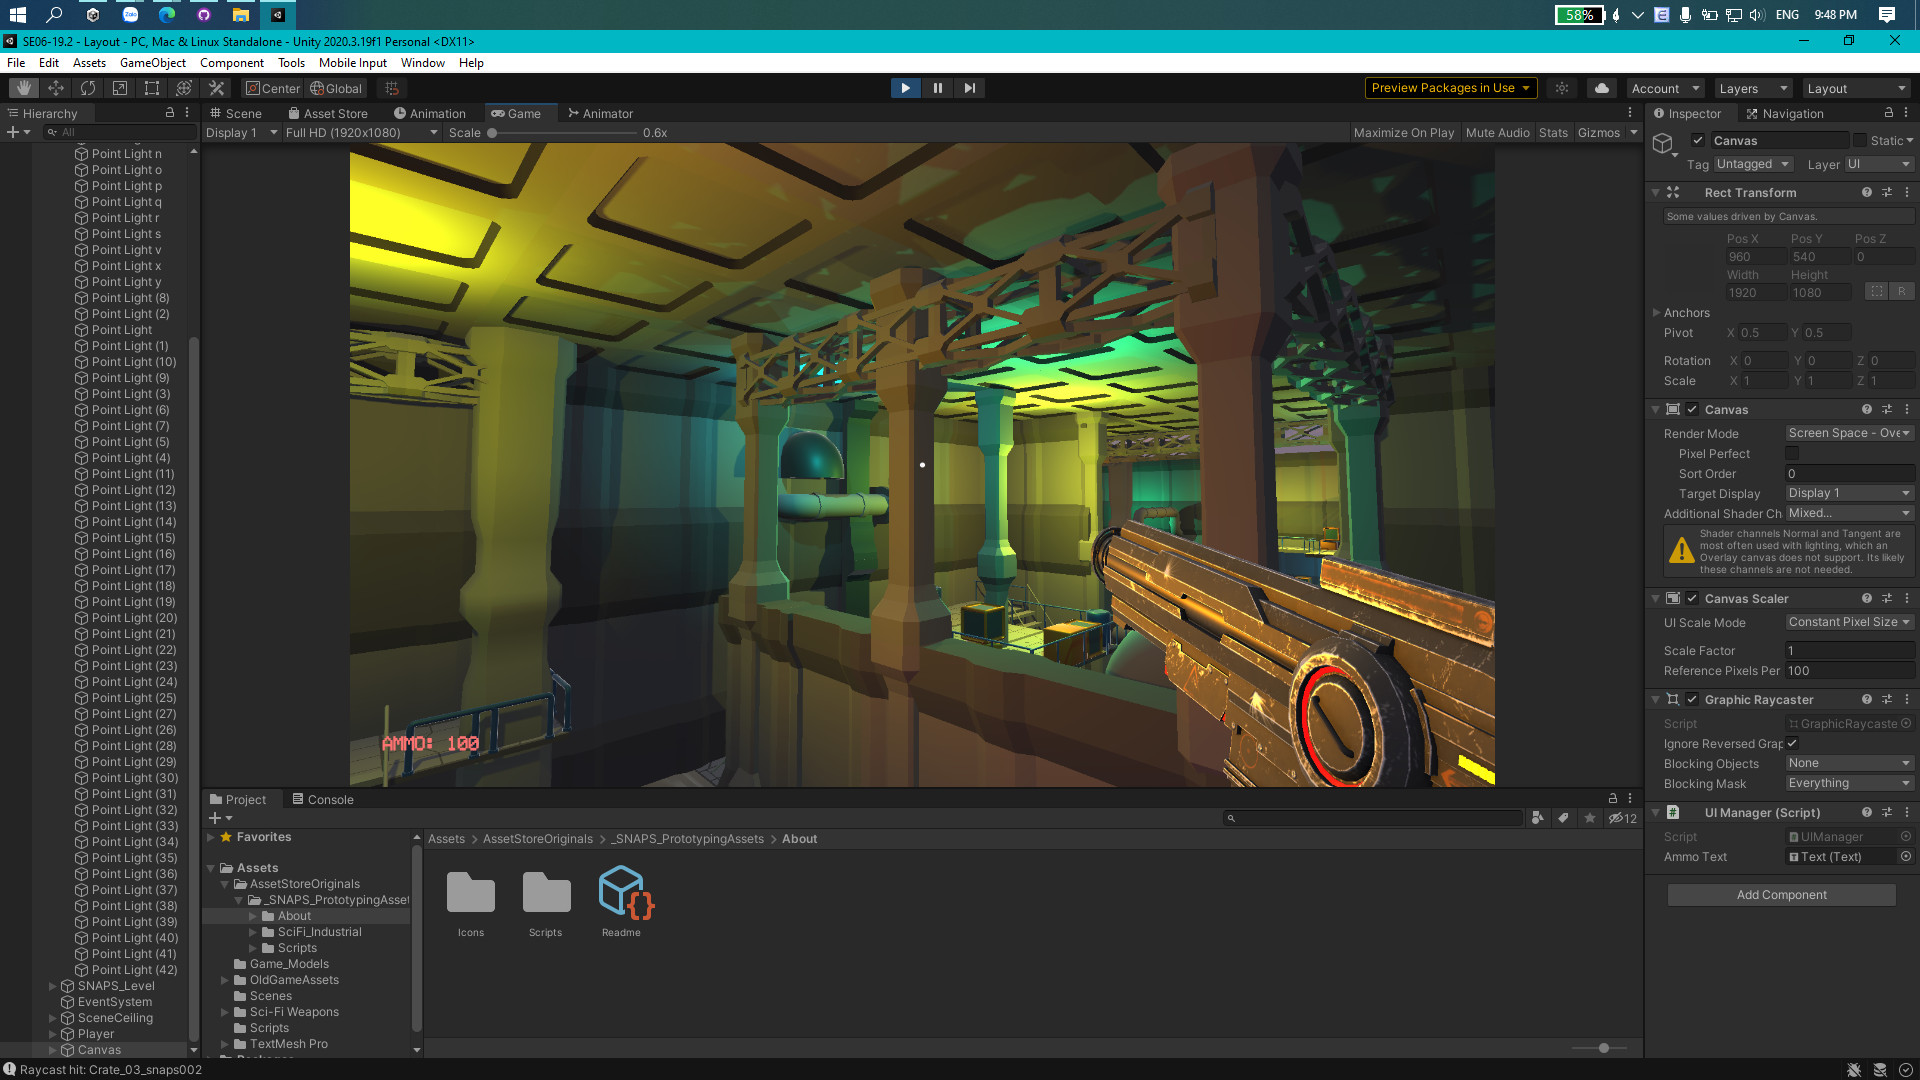 58%
ENG
9:48 PM
SE06-19.2 - Layout - PC, Mac & Linux Standalone - Unity 2020.3.19f1 Personal <DX11>
File Edit Assets GameObject Component Tools Mobile Input Window Help
Center Global
Preview Packages in Use Account Layers Layout
Hierarchy
All
Point Light n
Point Light o
Point Light p
Point Light q
Point Light r
Point Light s
Point Light v
Point Light x
Point Light y
Point Light (8)
Point Light (2)
Point Light
Point Light (1)
Point Light (10)
Point Light (9)
Point Light (3)
Point Light (6)
Point Light (7)
Point Light (5)
Point Light (4)
Point Light (11)
Point Light (12)
Point Light (13)
Point Light (14)
Point Light (15)
Point Light (16)
Point Light (17)
Point Light (18)
Point Light (19)
Point Light (20)
Point Light (21)
Point Light (22)
Point Light (23)
Point Light (24)
Point Light (25)
Point Light (27)
Point Light (26)
Point Light (28)
Point Light (29)
Point Light (30)
Point Light (31)
Point Light (32)
Point Light (33)
Point Light (34)
Point Light (35)
Point Light (36)
Point Light (37)
Point Light (38)
Point Light (39)
Point Light (40)
Point Light (41)
Point Light (42)
SNAPS_Level
EventSystem
SceneCeiling
Player
Canvas
Scene Asset Store Animation Game Animator
Display 1 Full HD (1920x1080) Scale 0.6x
Maximize On Play Mute Audio Stats Gizmos
AMMO: 100
Project Console
12
Favorites
Assets
AssetStoreOriginals
_SNAPS_PrototypingAsset
About
SciFi_Industrial
Scripts
Game_Models
OldGameAssets
Scenes
Sci-Fi Weapons
Scripts
TextMesh Pro
Assets > AssetStoreOriginals > _SNAPS_PrototypingAssets > About
Icons
Scripts
Readme
Inspector Navigation
Canvas Static
Tag Untagged Layer UI
Rect Transform
Some values driven by Canvas.
Pos X Pos Y Pos Z
960 540 0
Width Height
1920 1080
R
Anchors
Pivot X 0.5 Y 0.5
Rotation X 0 Y 0 Z 0
Scale X 1 Y 1 Z 1
Canvas
Render Mode Screen Space - Ove
Pixel Perfect
Sort Order 0
Target Display Display 1
Additional Shader Ch Mixed...
Shader channels Normal and Tangent are
most often used with lighting, which an
Overlay canvas does not support. Its likely
these channels are not needed.
Canvas Scaler
UI Scale Mode Constant Pixel Size
Scale Factor 1
Reference Pixels Per 100
Graphic Raycaster
Script GraphicRaycaste
Ignore Reversed Grap
Blocking Objects None
Blocking Mask Everything
UI Manager (Script)
Script UIManager
Ammo Text Text (Text)
Add Component
Raycast hit: Crate_03_snaps002